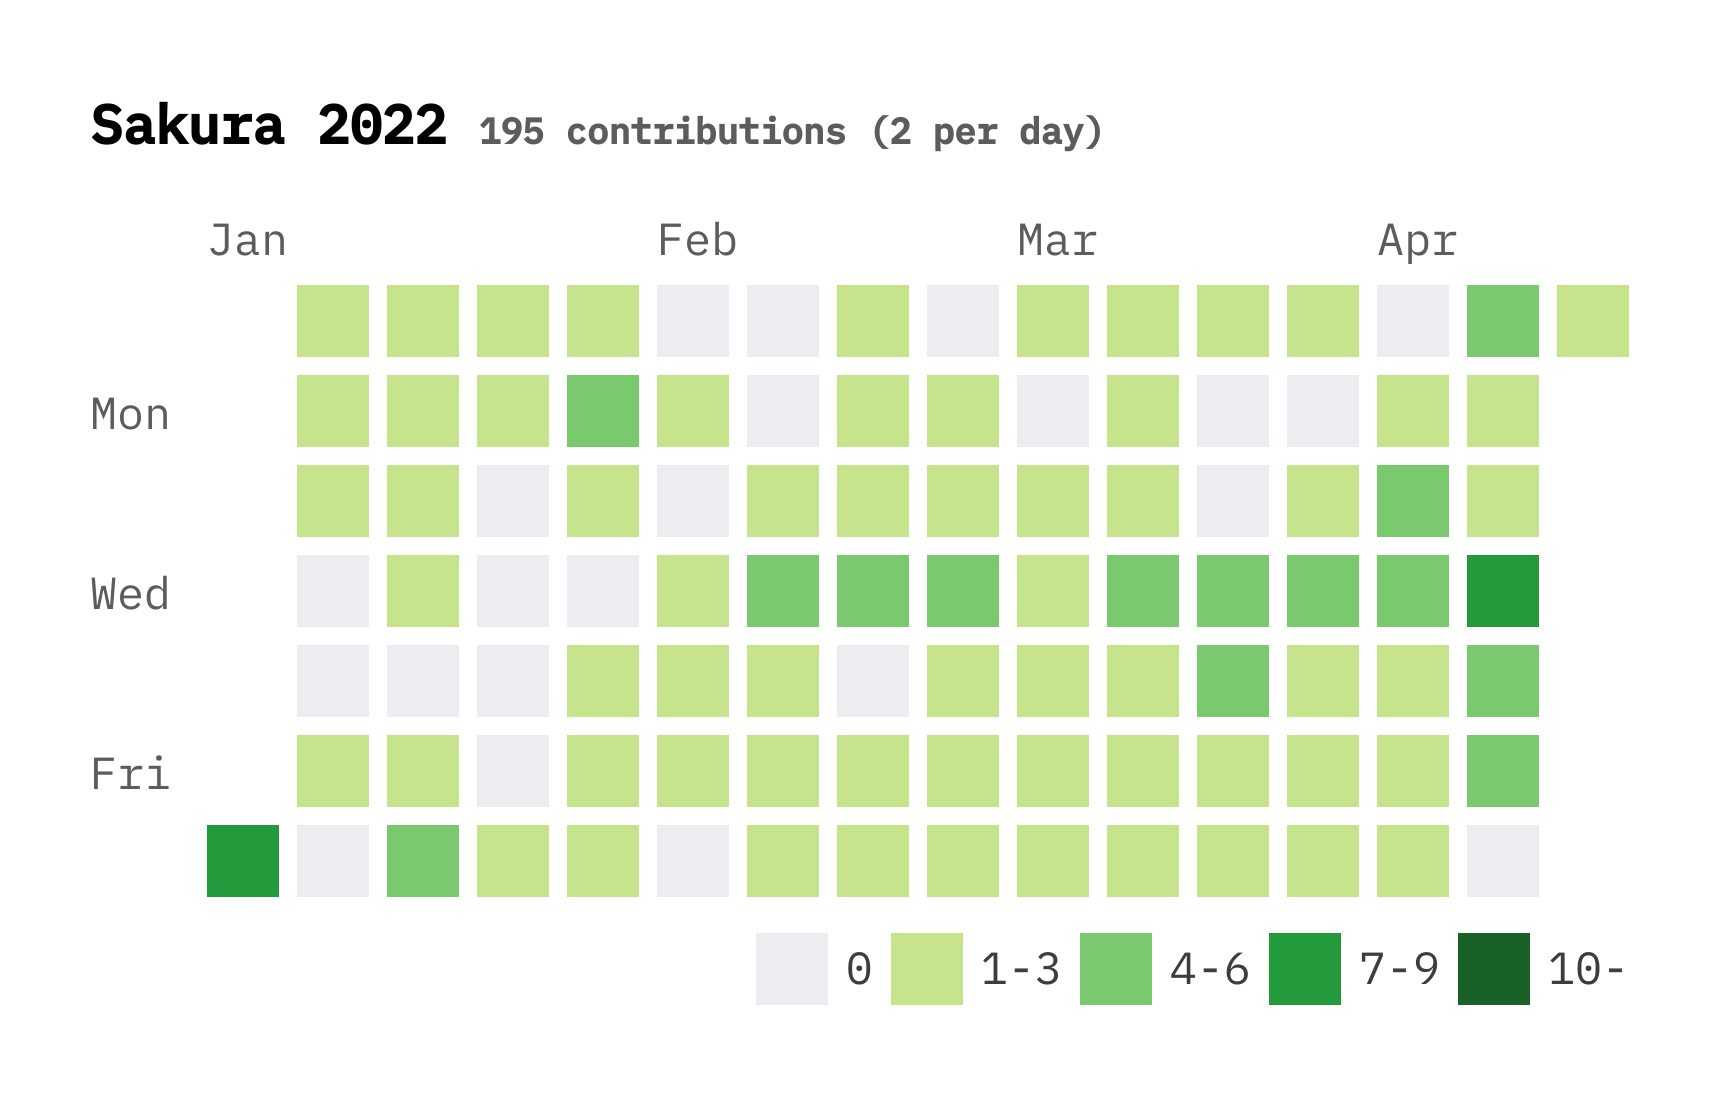 Sakura 2022 195 contributions (2 per day)
Jan Feb Mar Apr
Mon
Wed
Fri
0 1-3 4-6 7-9 10-